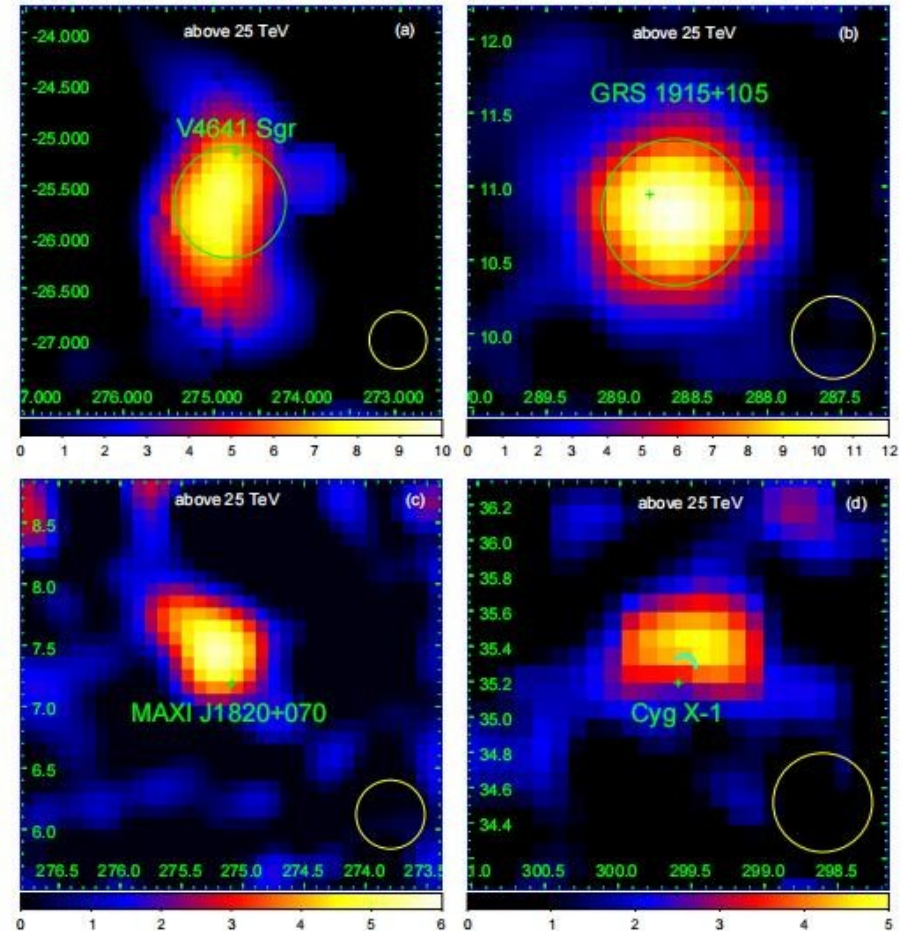 above 25 TeV (a)
V4641 Sgr
-24.000
-24.500
-25.000
-25.500
-26.000
-26.500
-27.000
7.000 276.000 275.000 274.000 273.000
0 1 2 3 4 5 6 7 8 9 10
above 25 TeV (b)
GRS 1915+105
12.0
11.5
11.0
10.5
10.0
0.0 289.5 289.0 288.5 288.0 287.5
0 1 2 3 4 5 6 7 8 9 10 11 12
above 25 TeV (c)
8.5
8.0
7.5
7.0
MAXI J1820+070
6.5
6.0
276.5 275.5 275.0 274.5 274.0 273.5
0 1 2 3 4 5 6
above 25 TeV (d)
36.2
36.0
35.8
35.6
35.4
35.2
35.0
Cyg X-1
34.8
34.6
34.4
1.0 300.5 300.0 299.5 299.0 298.5
0 1 2 3 4 5